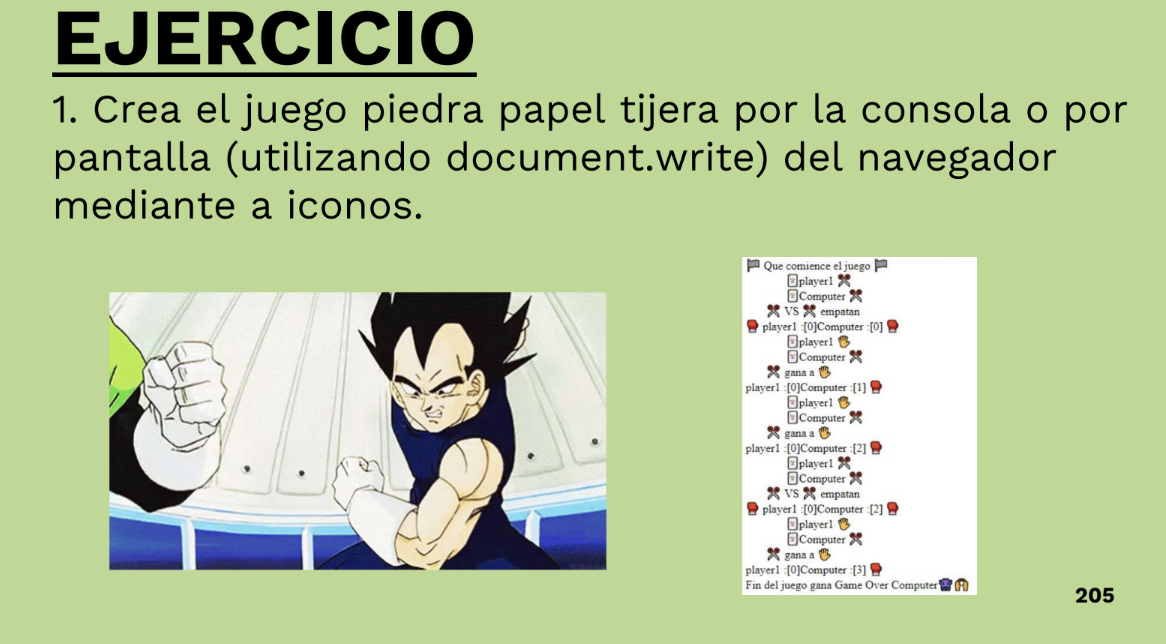 EJERCICIO
1. Crea el juego piedra papel tijera por la consola o por
pantalla (utilizando document.write) del navegador
mediante a iconos.
Que comience el juego
player1
Computer
VS empatan
player1 :[0]Computer :[0]
player1
Computer
gana a
player1 :[0]Computer :[1]
player1
Computer
gana a
player1 :[0]Computer :[2]
player1
Computer
VS empatan
player1 :[0]Computer :[2]
player1
Computer
gana a
player1 :[0]Computer :[3]
Fin del juego gana Game Over Computer
205